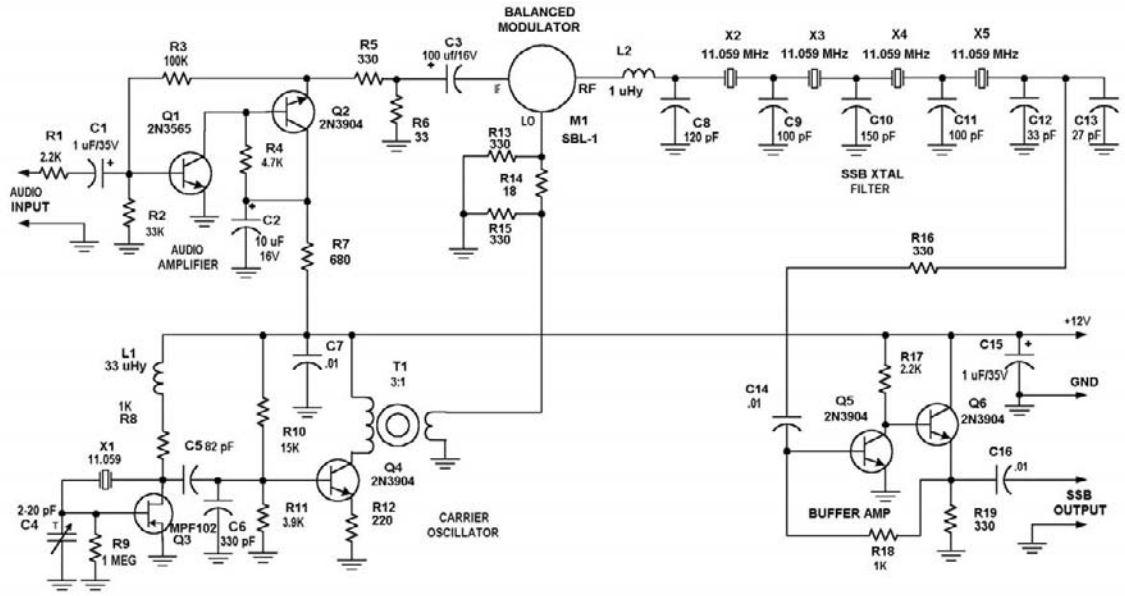 BALANCED
MODULATOR
R3
100K
R5
330
C3
+
100 uf/16V
L2
1 uHy
X2
11.059 MHz
X3
11.059 MHz
X4
11.059 MHz
X5
11.059 MHz
IF
RF
LO
M1
SBL-1
Q1
2N3565
Q2
2N3904
R6
33
R1
2.2K
C1
1 uF/35V
+
R4
4.7K
R13
330
R14
18
R15
330
C8
120 pF
C9
100 pF
C10
150 pF
C11
100 pF
C12
33 pF
C13
27 pF
SSB XTAL
FILTER
AUDIO
INPUT
R2
33K
AUDIO
AMPLIFIER
+
C2
10 uF
16V
R7
680
R16
330
+12V
L1
33 uHy
C7
.01
T1
3:1
R17
2.2K
C15
+
1 uF/35V
GND
1K
R8
C14
.01
Q5
2N3904
Q6
2N3904
X1
11.059
C5 82 pF
R10
15K
Q4
2N3904
C16
.01
2-20 pF
C4
T
MPF102
Q3
C6
330 pF
R11
3.9K
R12
220
CARRIER
OSCILLATOR
BUFFER AMP
R19
330
SSB
OUTPUT
R9
1 MEG
R18
1K